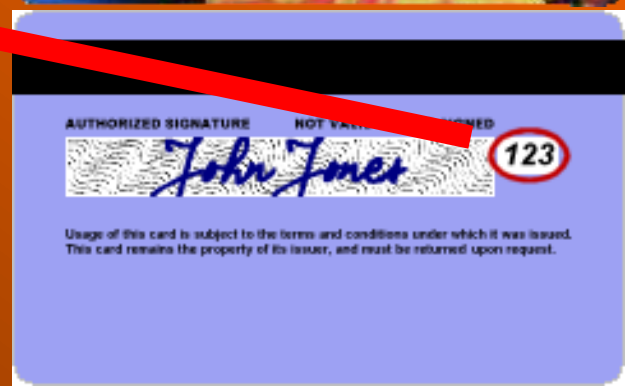 AUTHORIZED SIGNATURE NOT SIGNED
John Jones
123
Usage of this card is subject to the terms and conditions under which it was issued.
This card remains the property of its issuer, and must be returned upon request.